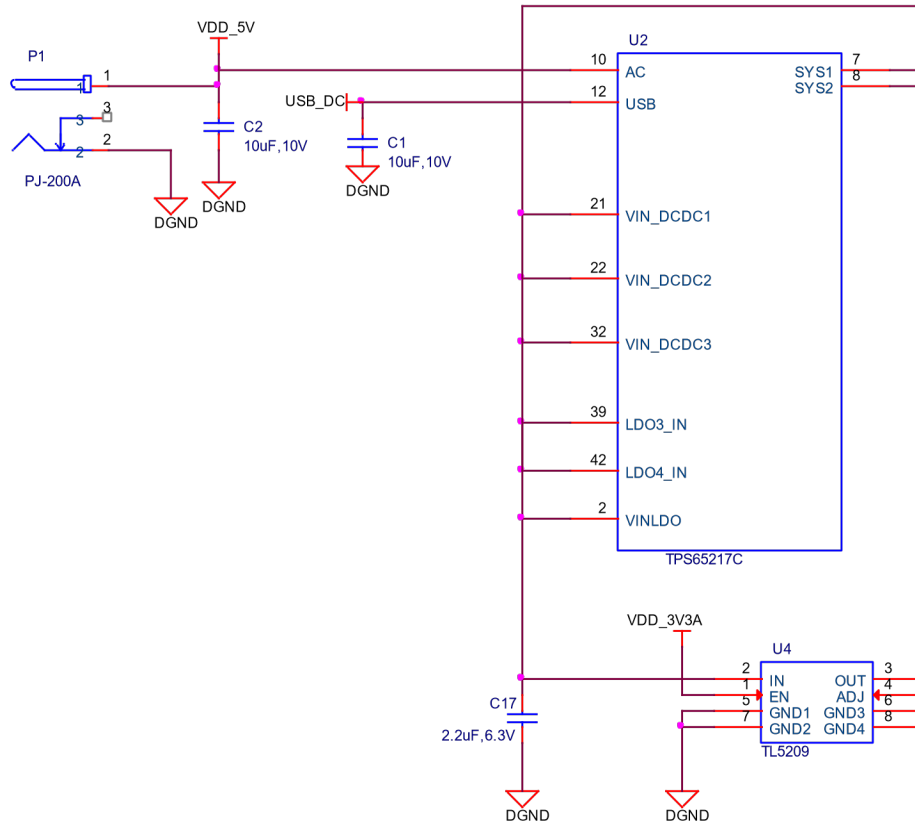 VDD_5V
P1
1
1
3
3
2
2
PJ-200A
DGND
C2
10uF,10V
DGND
USB_DC
C1
10uF,10V
DGND
U2
10 AC
12 USB
SYS1 7
SYS2 8
21 VIN_DCDC1
22 VIN_DCDC2
32 VIN_DCDC3
39 LDO3_IN
42 LDO4_IN
2 VINLDO
TPS65217C
VDD_3V3A
U4
2 IN OUT 3
1 EN ADJ 4
5 GND1 GND3 6
7 GND2 GND4 8
TL5209
C17
2.2uF,6.3V
DGND
DGND